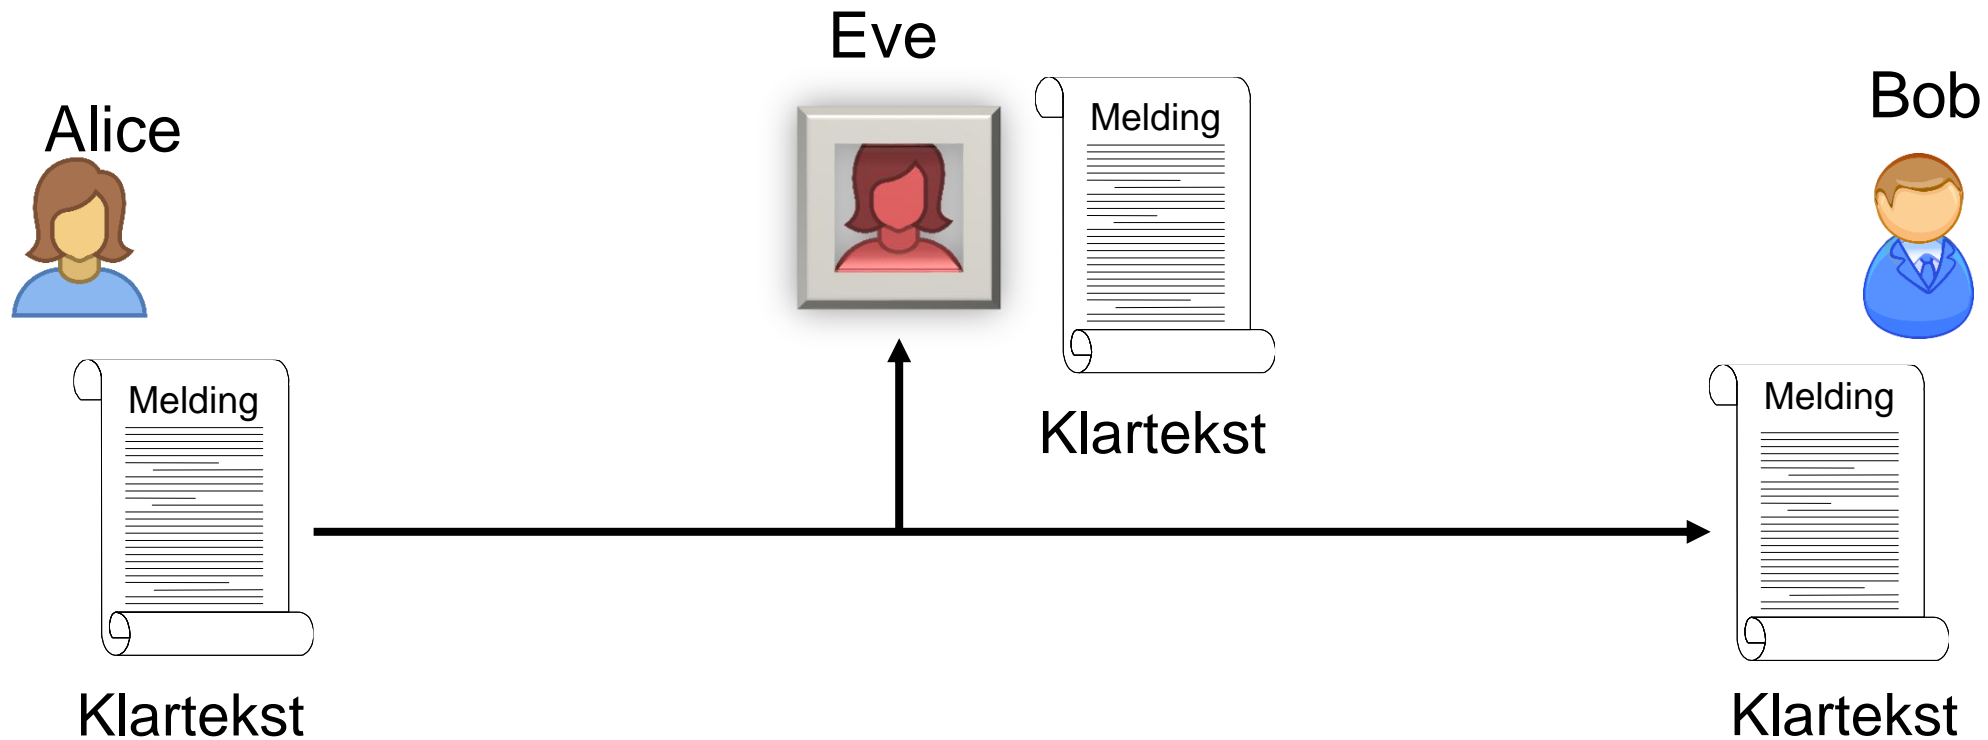 Eve
Alice
Bob
Melding
Melding
Melding
Klartekst
Klartekst
Klartekst